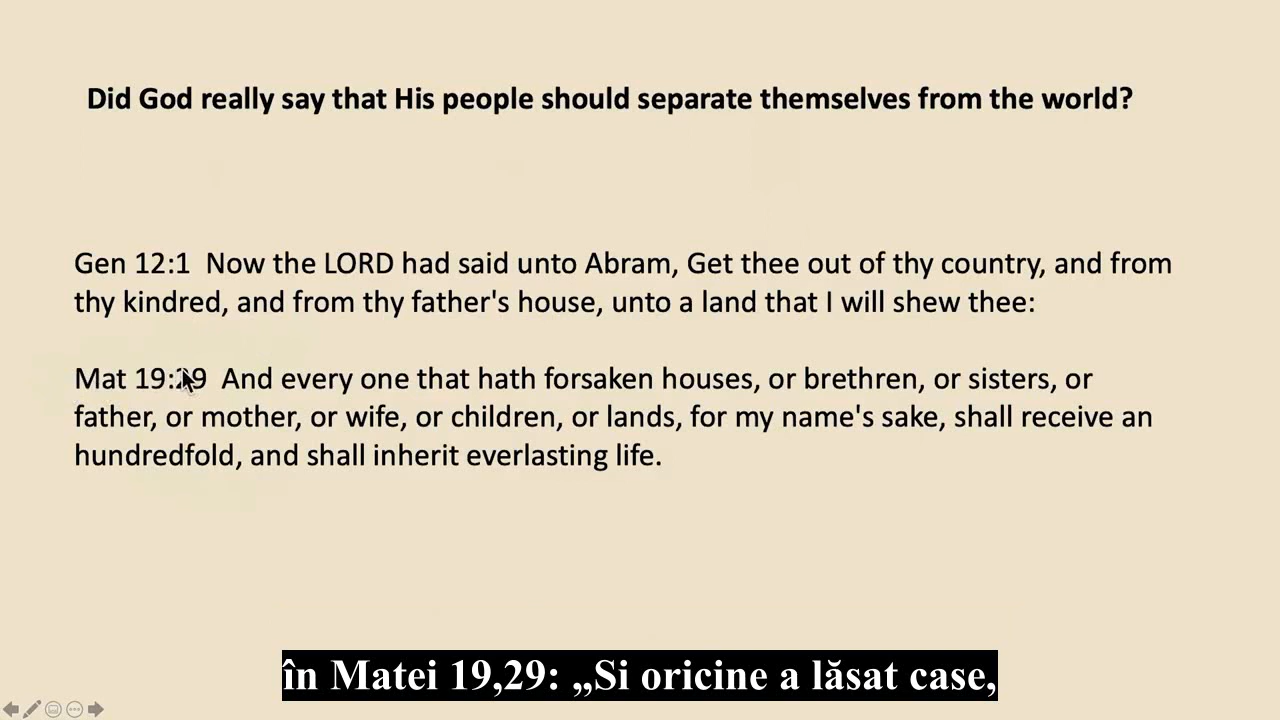 Did God really say that His people should separate themselves from the world?
Gen 12:1 Now the LORD had said unto Abram, Get thee out of thy country, and from
thy kindred, and from thy father's house, unto a land that I will shew thee:
Mat 19:29 And every one that hath forsaken houses, or brethren, or sisters, or
father, or mother, or wife, or children, or lands, for my name's sake, shall receive an
hundredfold, and shall inherit everlasting life.
în Matei 19,29: „Si oricine a lăsat case,